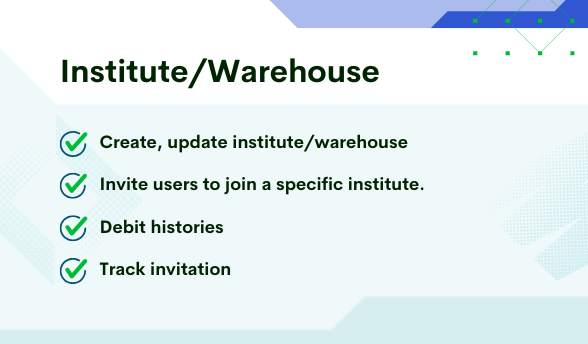 Institute/Warehouse
Create, update institute/warehouse
Invite users to join a specific institute.
Debit histories
Track invitation